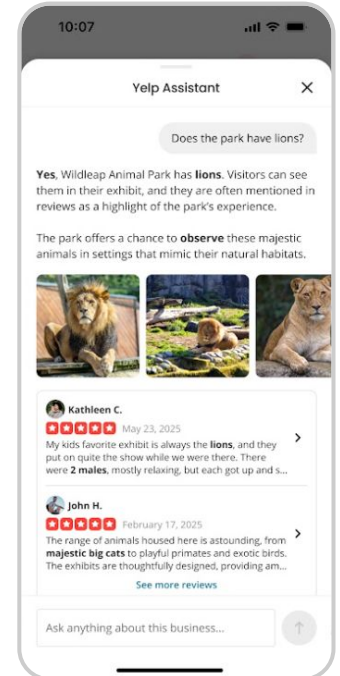 10:07
Yelp Assistant
Does the park have lions?
Yes, Wildleap Animal Park has lions. Visitors can see
them in their exhibit, and they are often mentioned in
reviews as a highlight of the park's experience.
The park offers a chance to observe these majestic
animals in settings that mimic their natural habitats.
Kathleen C.
May 23, 2025
My kids favorite exhibit is always the lions, and they
put on quite the show while we were there. There
were 2 males, mostly relaxing, but each got up and s...
John H.
February 17, 2025
The range of animals housed here is astounding, from
majestic big cats to playful primates and exotic birds.
The exhibits are thoughtfully designed, providing am...
See more reviews
Ask anything about this business...